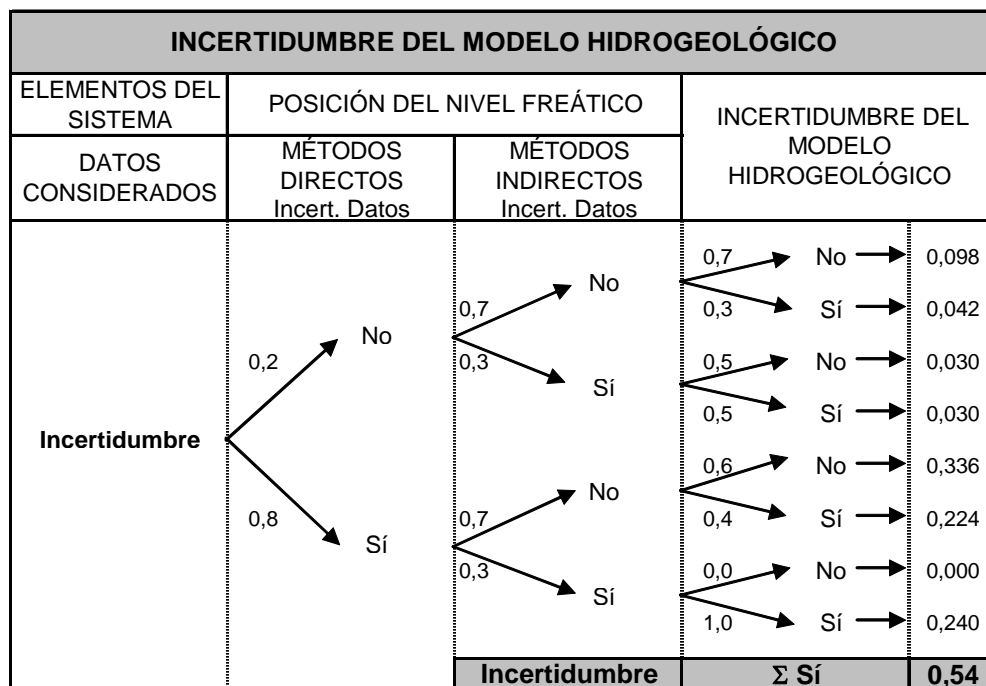 INCERTIDUMBRE DEL MODELO HIDROGEOLÓGICO
ELEMENTOS DEL
SISTEMA
POSICIÓN DEL NIVEL FREÁTICO
INCERTIDUMBRE DEL
MODELO
HIDROGEOLÓGICO
DATOS
CONSIDERADOS
MÉTODOS
DIRECTOS
Incert. Datos
MÉTODOS
INDIRECTOS
Incert. Datos
Incertidumbre
0,2
No
0,8
Sí
0,7
No
0,3
Sí
0,7
No
0,3
Sí
0,7 No 0,098
0,3 Sí 0,042
0,5 No 0,030
0,5 Sí 0,030
0,6 No 0,336
0,4 Sí 0,224
0,0 No 0,000
1,0 Sí 0,240
Incertidumbre Σ Sí 0,54